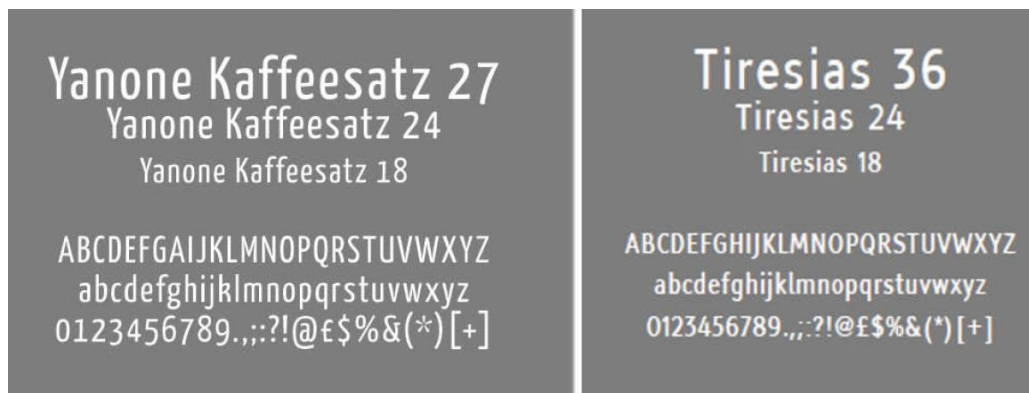 Yanone Kaffeesatz 27
Yanone Kaffeesatz 24
Yanone Kaffeesatz 18
ABCDEFGAIJKLMNOPQRSTUVWXYZ
abcdefghijklmnopqrstuvwxyz
0123456789.,;:?!@£$%&(*)[+]
Tiresias 36
Tiresias 24
Tiresias 18
ABCDEFGHIJKLMNOPQRSTUVWXYZ
abcdefghijklmnopqrstuvwxyz
0123456789.,;:?!@£$%&(*)[+]